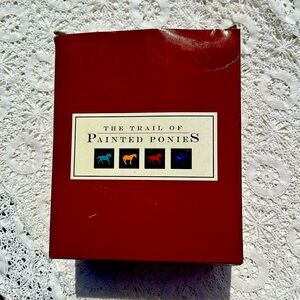 THE TRAIL OF
PAINTED PONIES